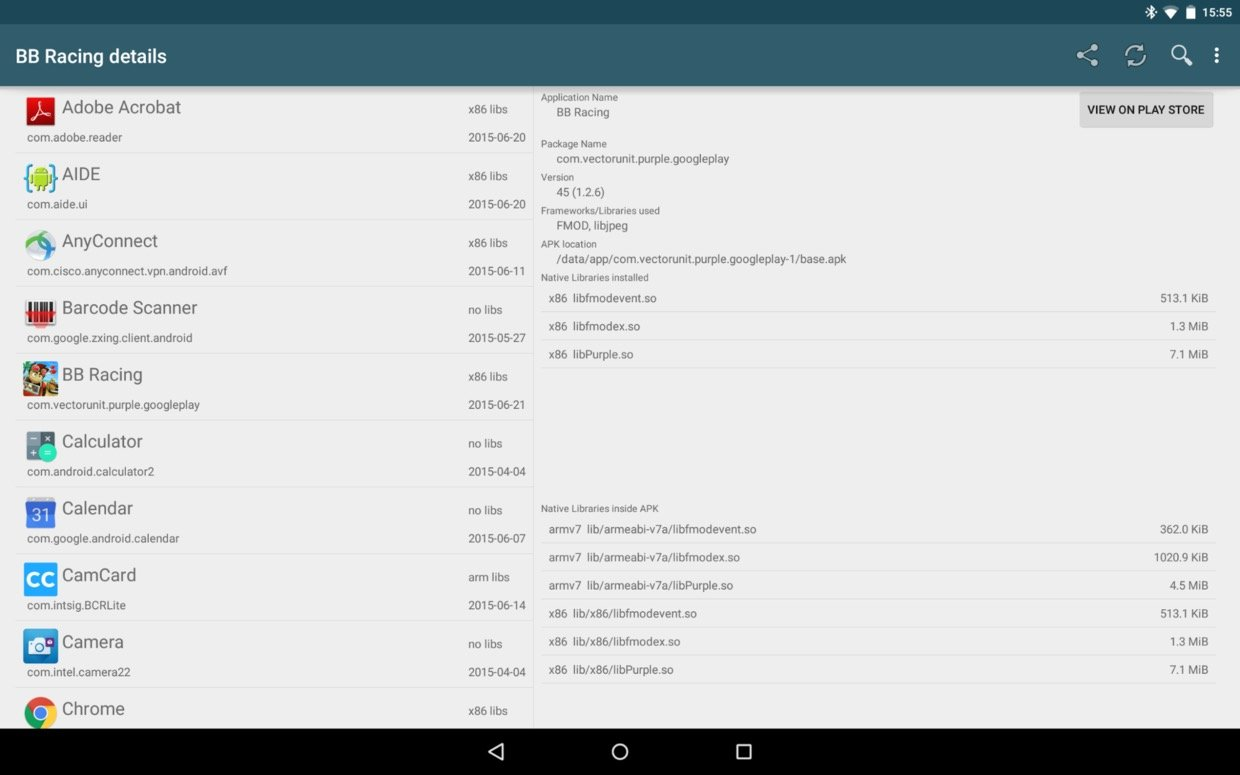 15:55
BB Racing details
Adobe Acrobat
x86 libs
com.adobe.reader
2015-06-20
AIDE
x86 libs
com.aide.ui
2015-06-20
AnyConnect
x86 libs
com.cisco.anyconnect.vpn.android.avf
2015-06-11
Barcode Scanner
no libs
com.google.zxing.client.android
2015-05-27
BB Racing
x86 libs
com.vectorunit.purple.googleplay
2015-06-21
Calculator
no libs
com.android.calculator2
2015-04-04
31
Calendar
no libs
com.google.android.calendar
2015-06-07
CC
CamCard
arm libs
com.intsig.BCRLite
2015-06-14
Camera
no libs
com.intel.camera22
2015-04-04
Chrome
x86 libs
Application Name
BB Racing
VIEW ON PLAY STORE
Package Name
com.vectorunit.purple.googleplay
Version
45 (1.2.6)
Frameworks/Libraries used
FMOD, libjpeg
APK location
/data/app/com.vectorunit.purple.googleplay-1/base.apk
Native Libraries installed
x86 libfmodevent.so 513.1 KiB
x86 libfmodex.so 1.3 MiB
x86 libPurple.so 7.1 MiB
Native Libraries inside APK
armv7 lib/armeabi-v7a/libfmodevent.so 362.0 KiB
armv7 lib/armeabi-v7a/libfmodex.so 1020.9 KiB
armv7 lib/armeabi-v7a/libPurple.so 4.5 MiB
x86 lib/x86/libfmodevent.so 513.1 KiB
x86 lib/x86/libfmodex.so 1.3 MiB
x86 lib/x86/libPurple.so 7.1 MiB